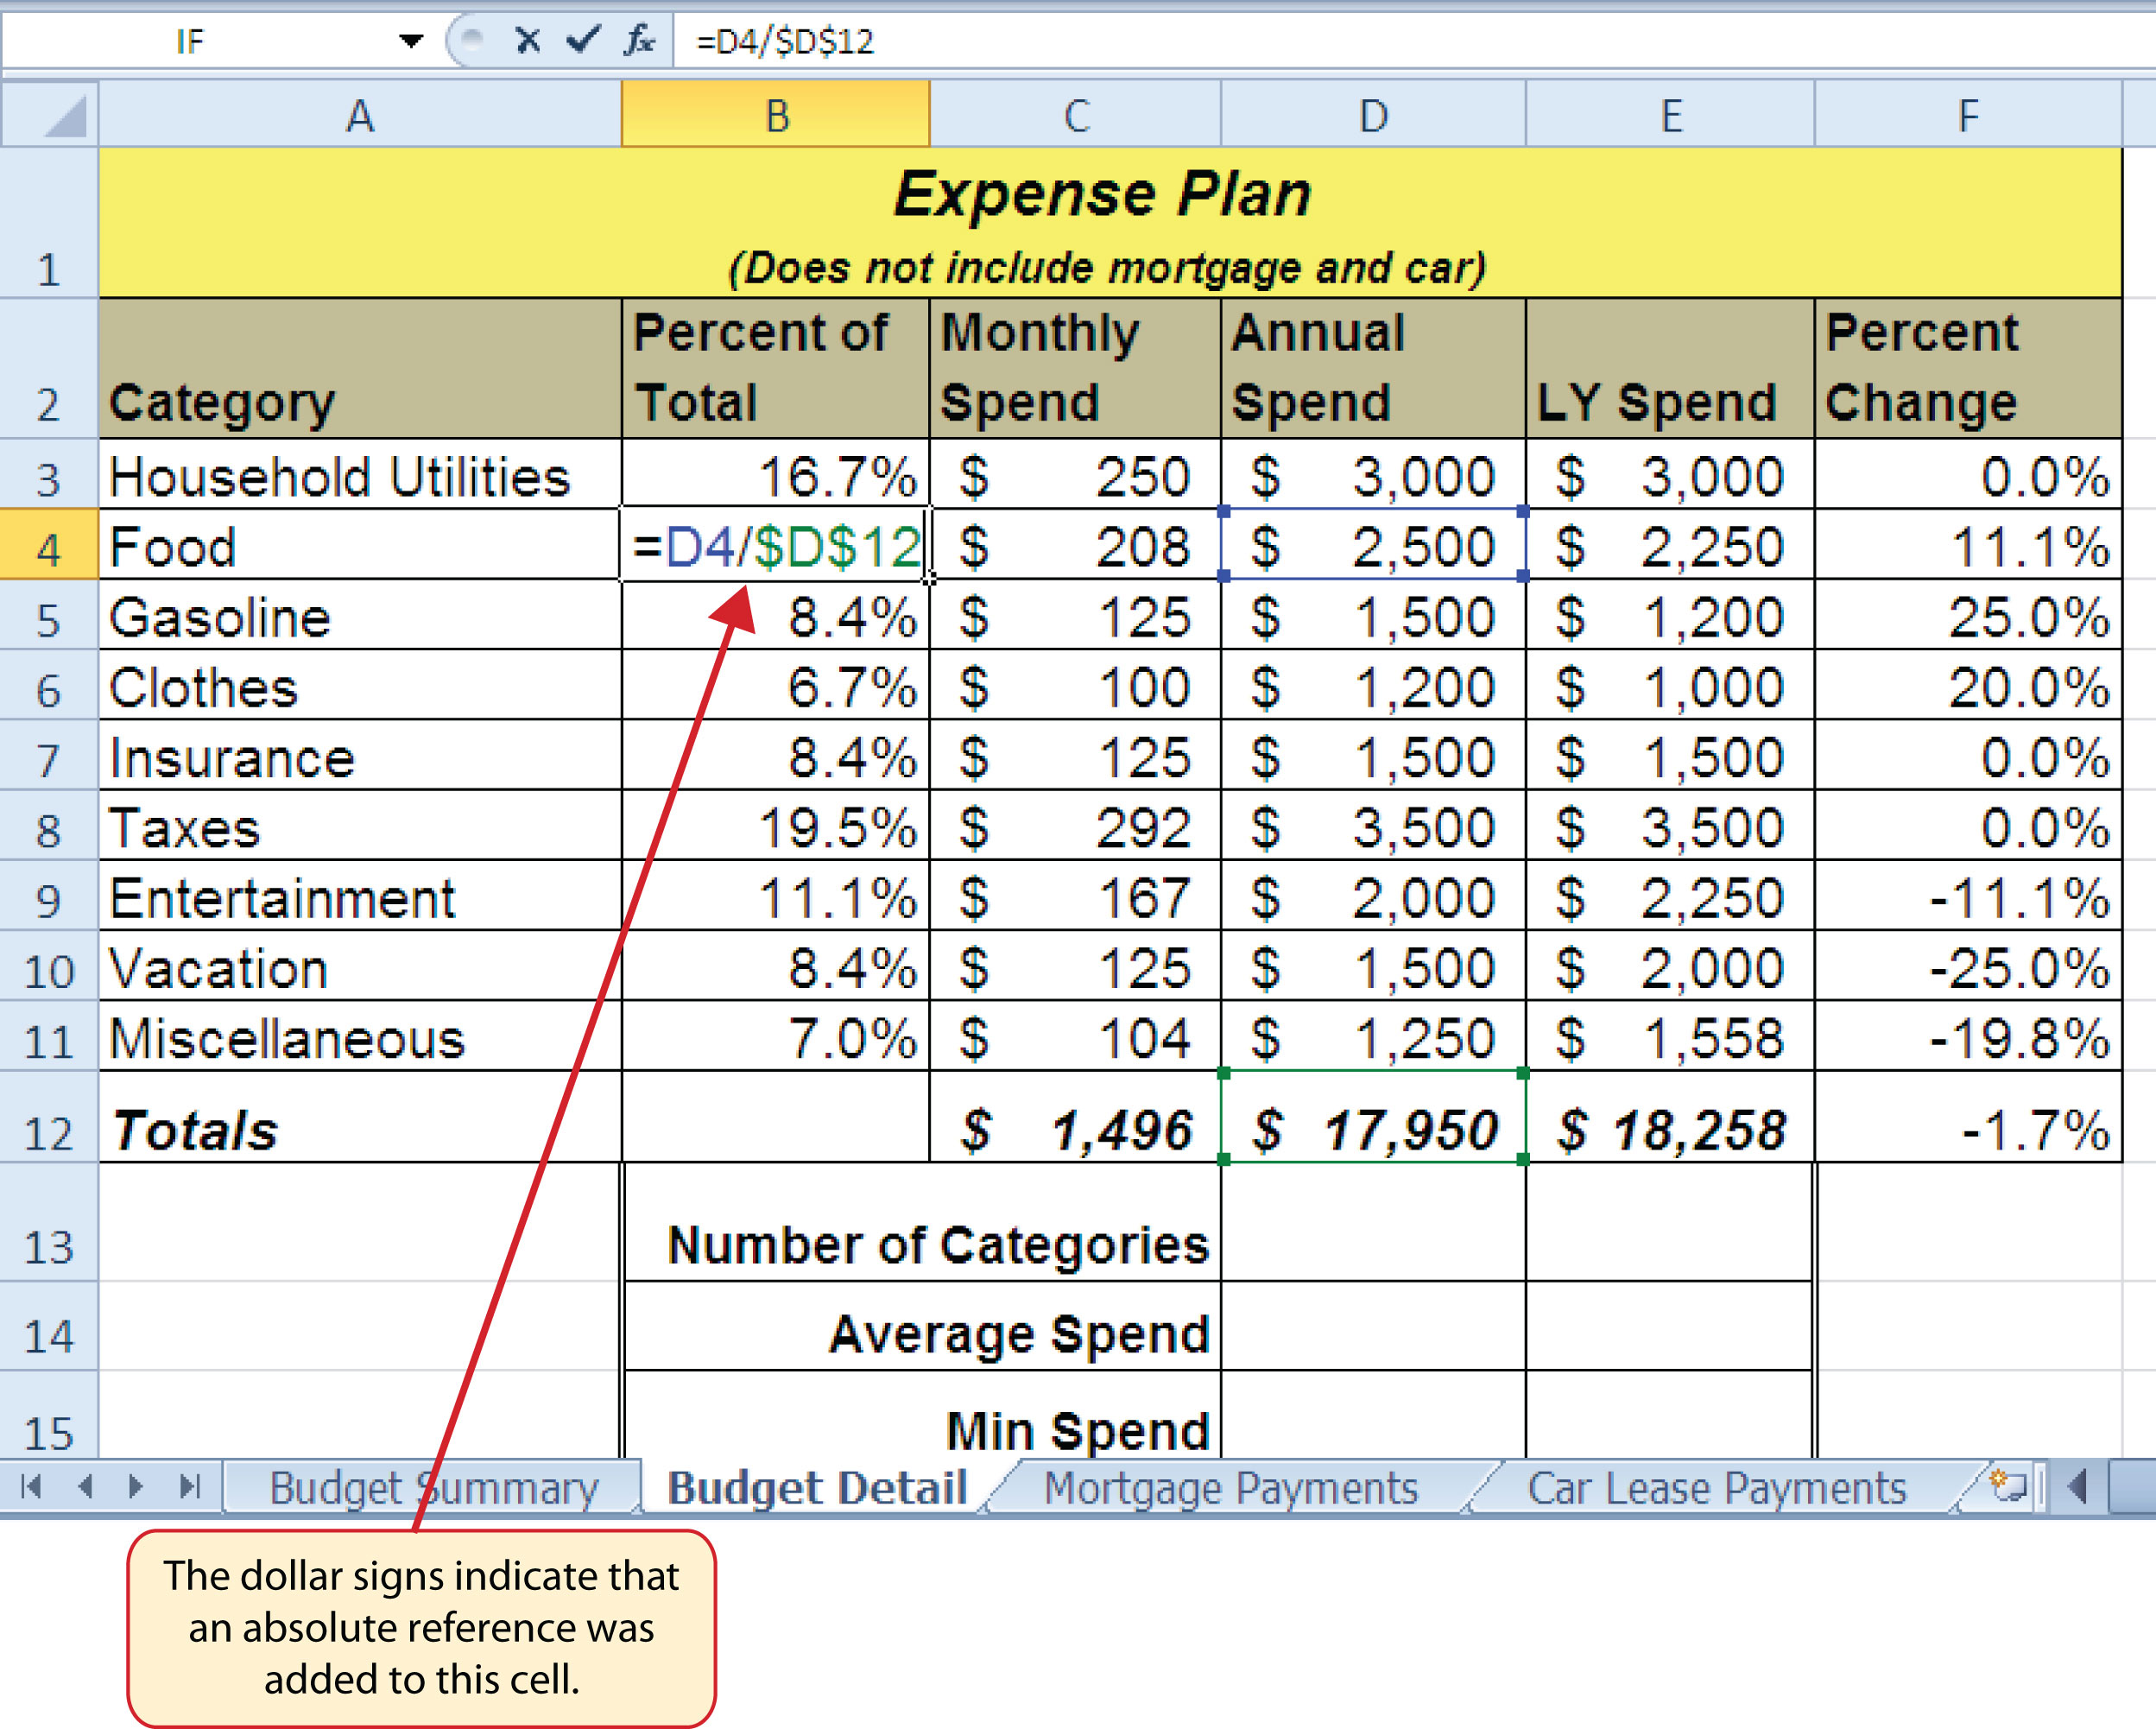 IF fx =D4/$D$12
A B C D E F
1 Expense Plan
(Does not include mortgage and car)
2 Category Percent of Total Monthly Spend Annual Spend LY Spend Percent Change
3 Household Utilities 16.7% $ 250 $ 3,000 $ 3,000 0.0%
4 Food =D4/$D$12 $ 208 $ 2,500 $ 2,250 11.1%
5 Gasoline 8.4% $ 125 $ 1,500 $ 1,200 25.0%
6 Clothes 6.7% $ 100 $ 1,200 $ 1,000 20.0%
7 Insurance 8.4% $ 125 $ 1,500 $ 1,500 0.0%
8 Taxes 19.5% $ 292 $ 3,500 $ 3,500 0.0%
9 Entertainment 11.1% $ 167 $ 2,000 $ 2,250 -11.1%
10 Vacation 8.4% $ 125 $ 1,500 $ 2,000 -25.0%
11 Miscellaneous 7.0% $ 104 $ 1,250 $ 1,558 -19.8%
12 Totals $ 1,496 $ 17,950 $ 18,258 -1.7%
13 Number of Categories
14 Average Spend
15 Min Spend
Budget Summary Budget Detail Mortgage Payments Car Lease Payments
The dollar signs indicate that
an absolute reference was
added to this cell.